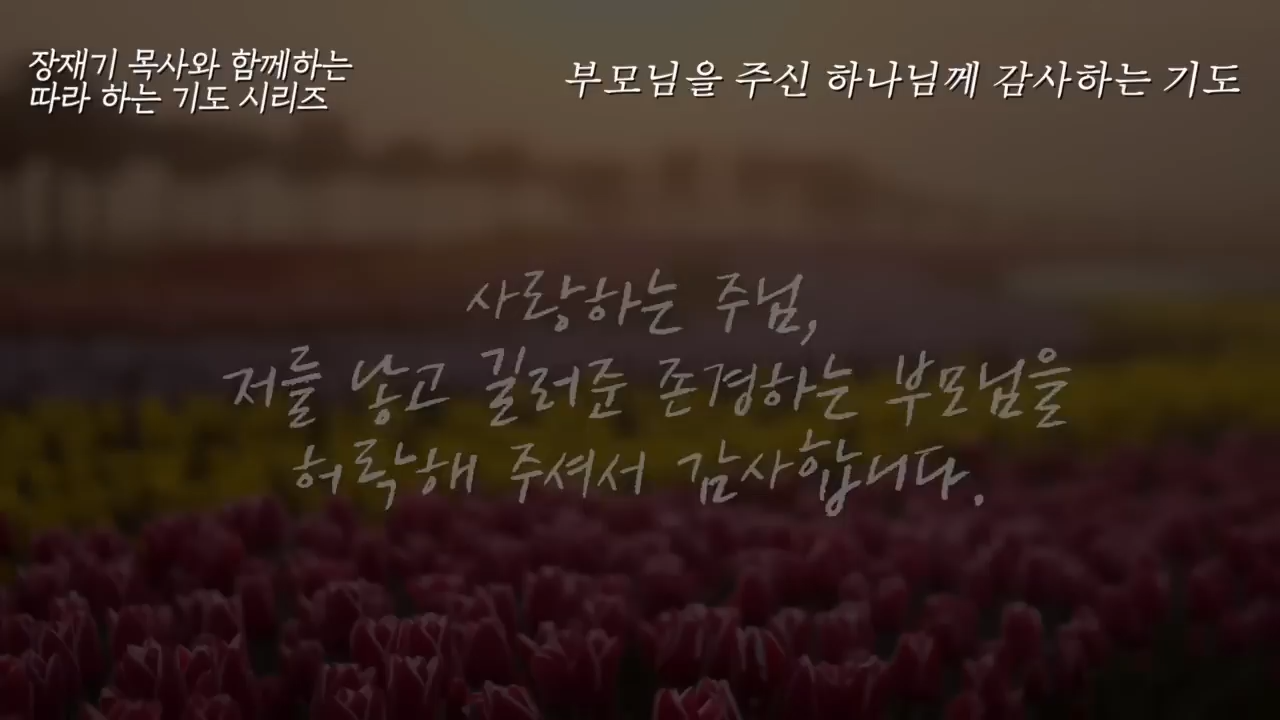 장재기 목사와 함께하는
따라 하는 기도 시리즈
부모님을 주신 하나님께 감사하는 기도
사랑하는 주님,
저를 낳고 길러준 존경하는 부모님을
허락해 주셔서 감사합니다.